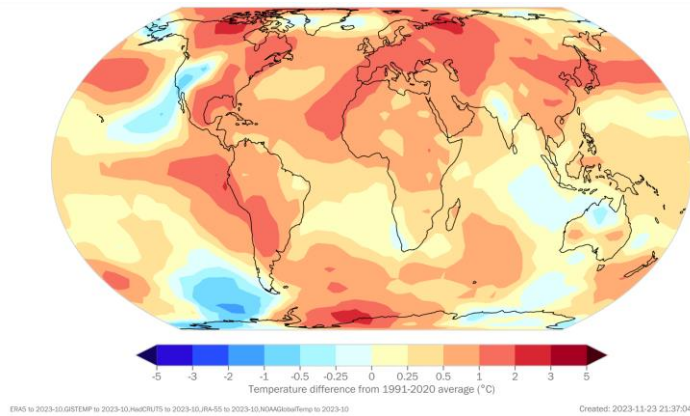 -5 -3 -2 -1 -0.5 -0.25 0 0.25 0.5 1 2 3 5
Temperature difference from 1991-2020 average (°C)
ERA5 to 2023-10,GISTEMP to 2023-10,HadCRUT5 to 2023-10,JRA-55 to 2023-10,NOAAGlobalTemp to 2023-10 Created: 2023-11-23 21:37:04